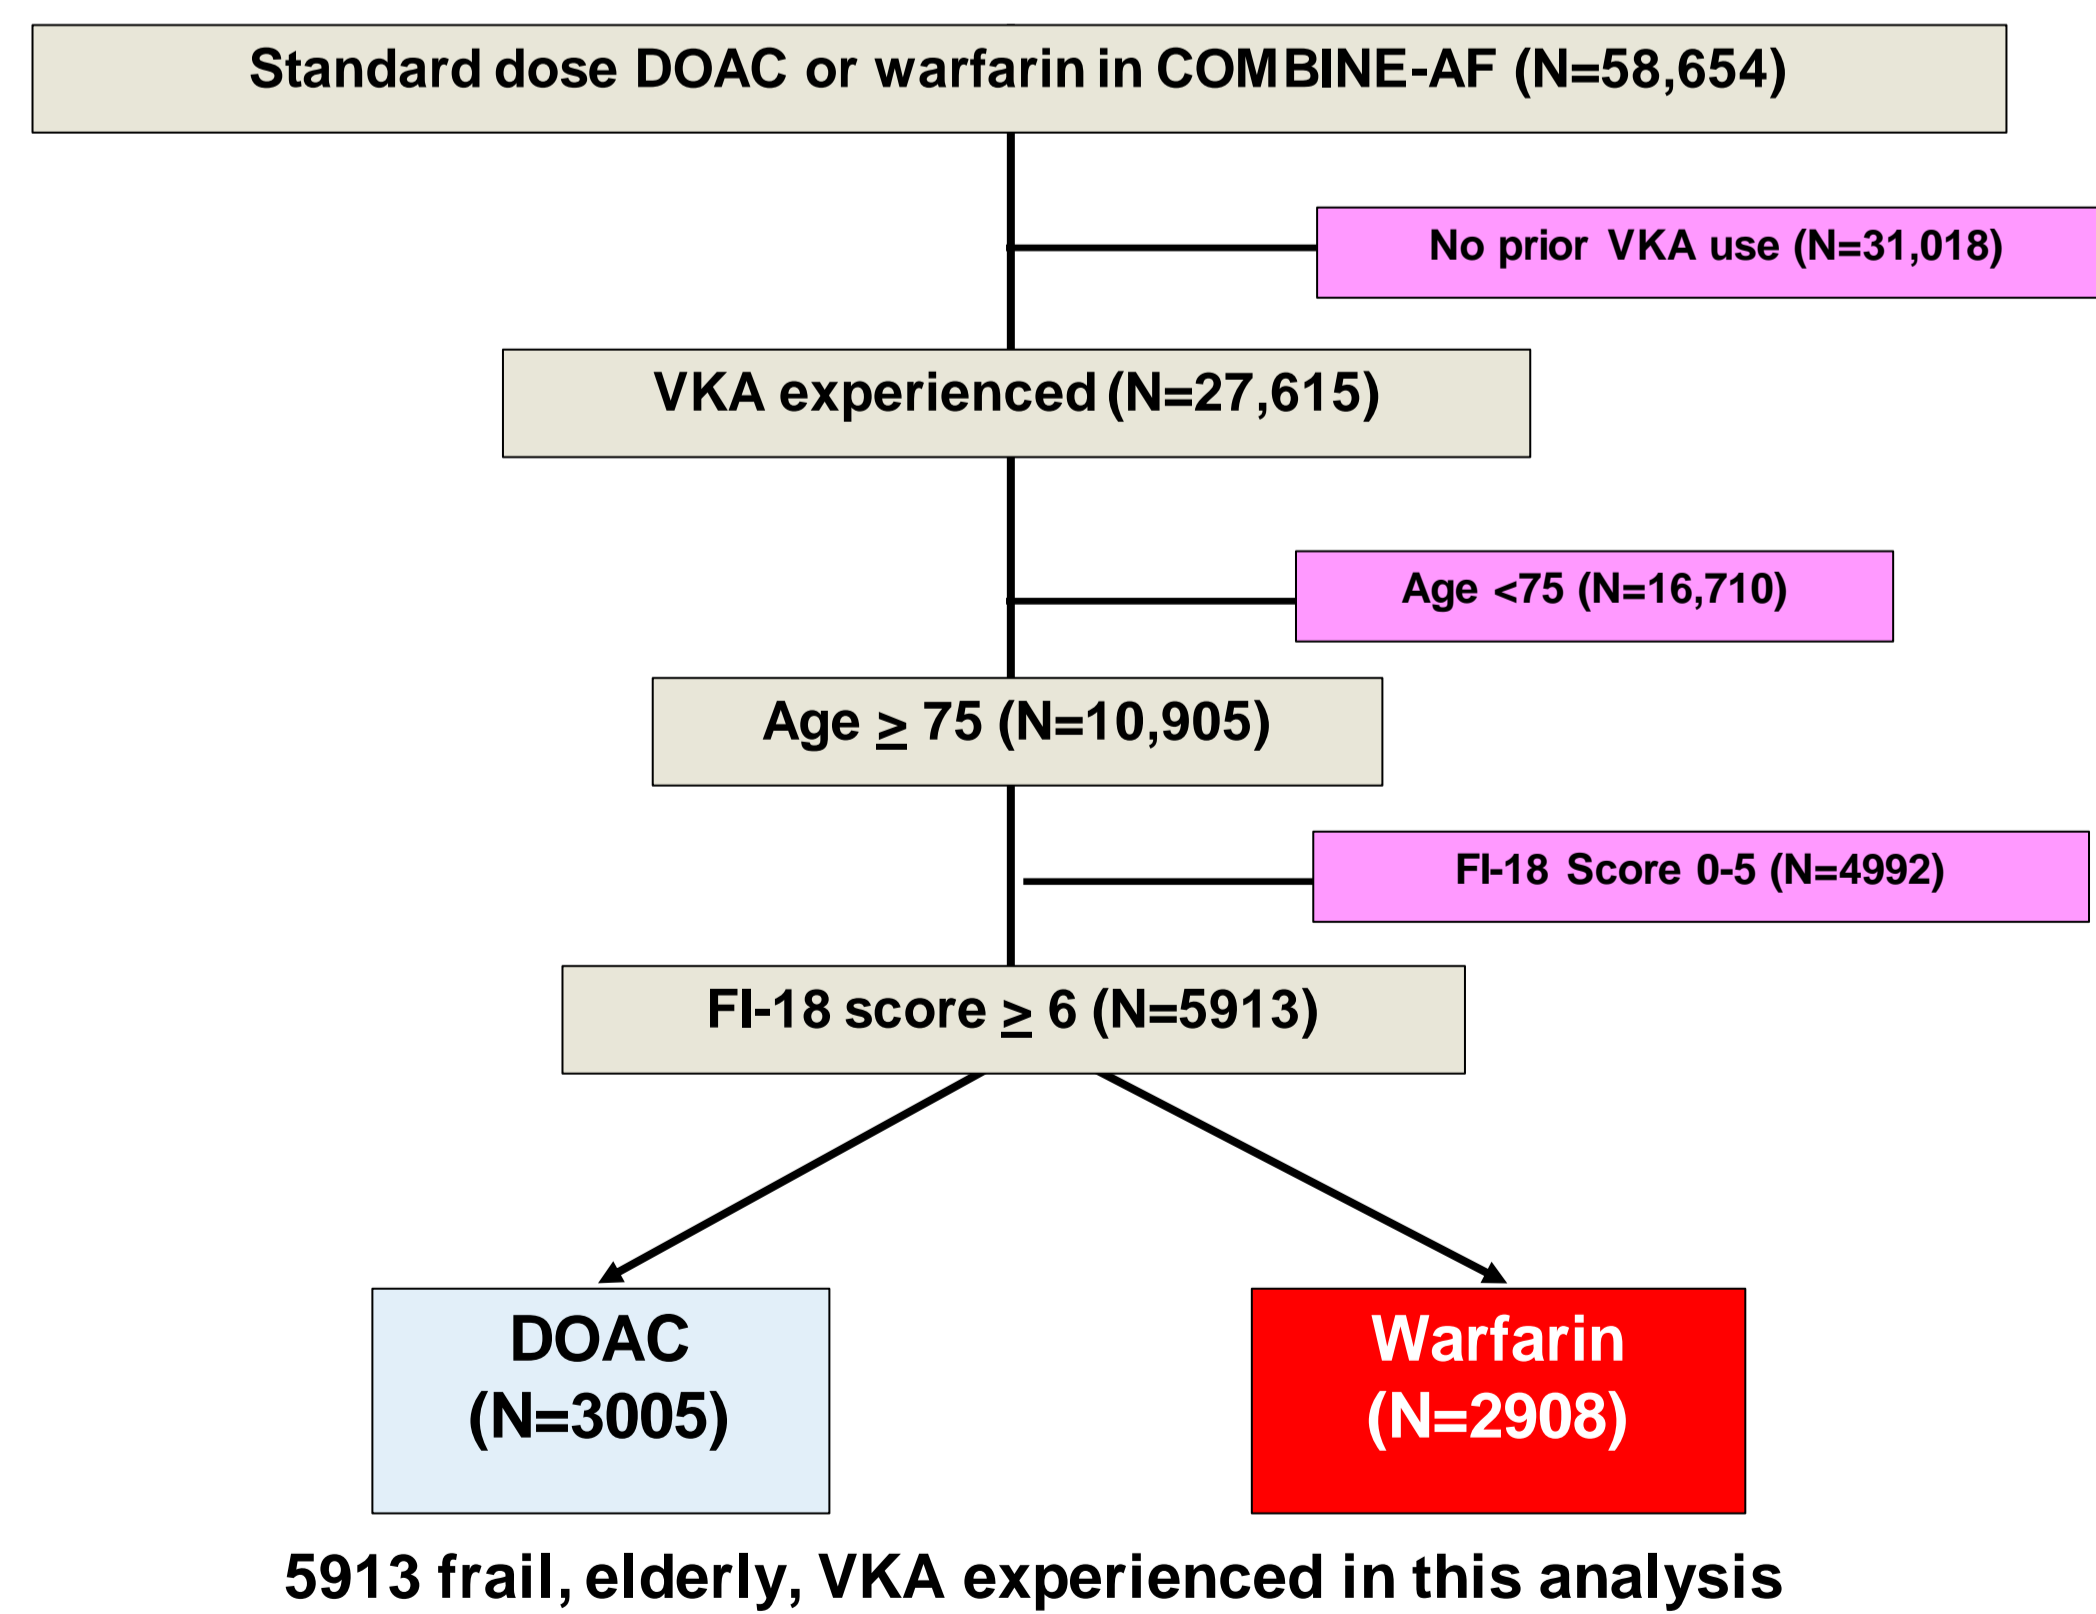 Standard dose DOAC or warfarin in COMBINE-AF (N=58,654)
No prior VKA use (N=31,018)
VKA experienced (N=27,615)
Age <75 (N=16,710)
Age ≥ 75 (N=10,905)
FI-18 Score 0-5 (N=4992)
FI-18 score ≥ 6 (N=5913)
DOAC
(N=3005)
Warfarin
(N=2908)
5913 frail, elderly, VKA experienced in this analysis